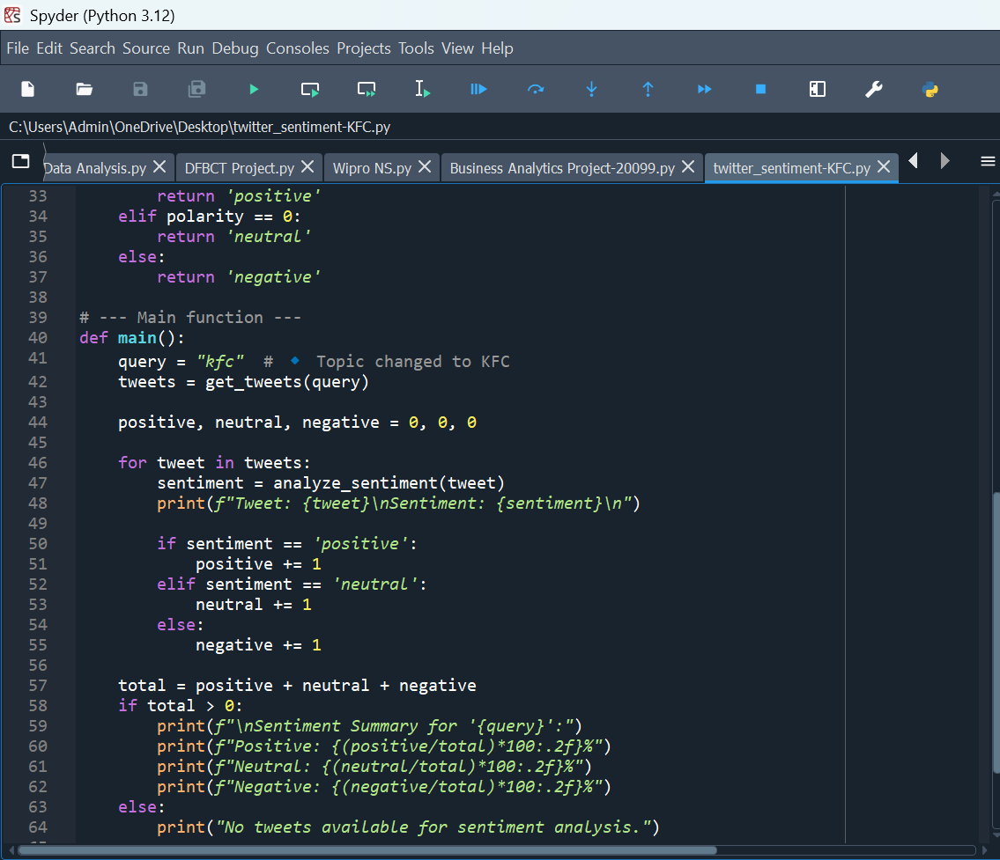 Spyder (Python 3.12)
File Edit Search Source Run Debug Consoles Projects Tools View Help
C:\Users\Admin\OneDrive\Desktop\twitter_sentiment-KFC.py
Data Analysis.py DFBCT Project.py Wipro NS.py Business Analytics Project-20099.py twitter_sentiment-KFC.py
33         return 'positive'
34     elif polarity == 0:
35         return 'neutral'
36     else:
37         return 'negative'
38
39 # --- Main function ---
40 def main():
41     query = "kfc"  # 🔹 Topic changed to KFC
42     tweets = get_tweets(query)
43
44     positive, neutral, negative = 0, 0, 0
45
46     for tweet in tweets:
47         sentiment = analyze_sentiment(tweet)
48         print(f"Tweet: {tweet}\nSentiment: {sentiment}\n")
49
50         if sentiment == 'positive':
51             positive += 1
52         elif sentiment == 'neutral':
53             neutral += 1
54         else:
55             negative += 1
56
57     total = positive + neutral + negative
58     if total > 0:
59         print(f"\nSentiment Summary for '{query}':")
60         print(f"Positive: {(positive/total)*100:.2f}%")
61         print(f"Neutral: {(neutral/total)*100:.2f}%")
62         print(f"Negative: {(negative/total)*100:.2f}%")
63     else:
64         print("No tweets available for sentiment analysis.")